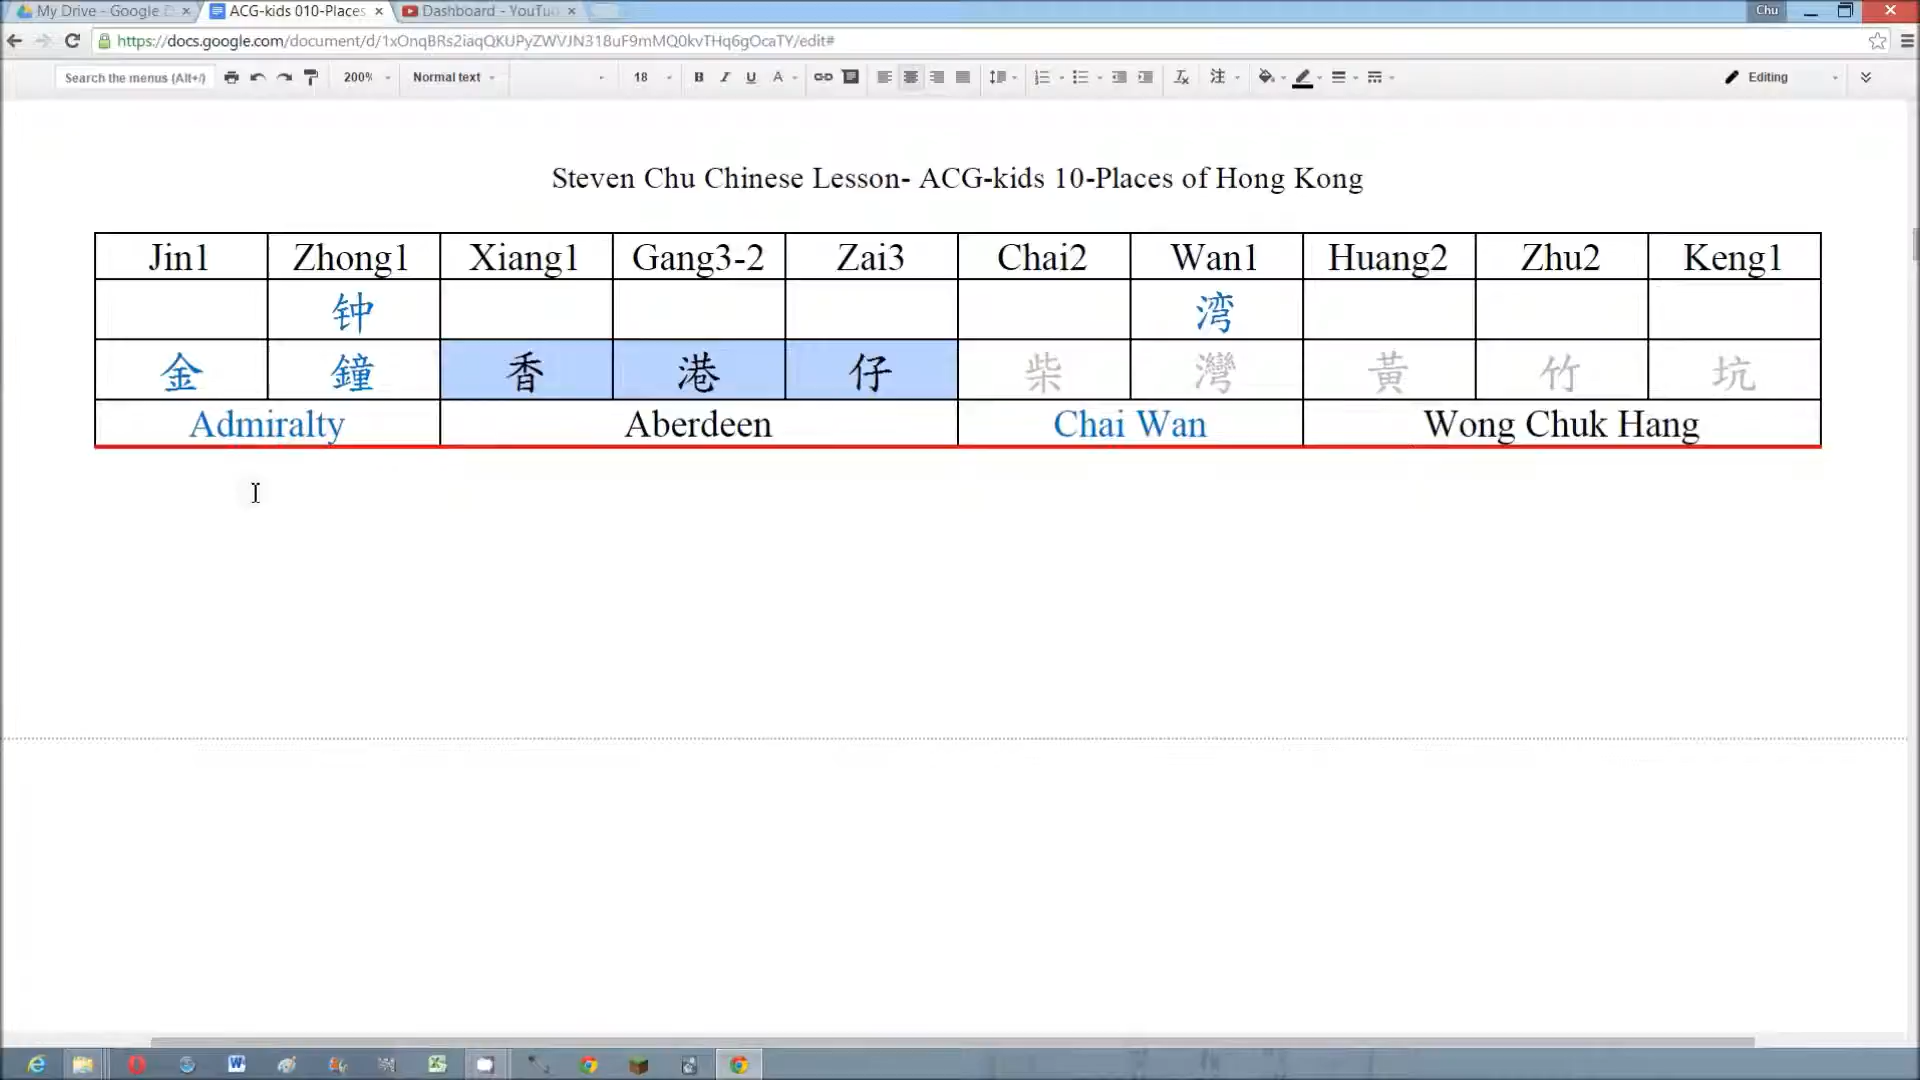 My Drive - Google D
ACG-kids 010-Places
Dashboard - YouTu
Chu
https://docs.google.com/document/d/1xOnqBRs2iaqQKUPyZWVJN318uF9mMQ0kvTHq6gOcaTY/edit#
Search the menus (Alt+/) 200% Normal text 18 B I U A 注 Editing
Steven Chu Chinese Lesson- ACG-kids 10-Places of Hong Kong
Jin1 Zhong1 Xiang1 Gang3-2 Zai3 Chai2 Wan1 Huang2 Zhu2 Keng1
钟 湾
金 鐘 香 港 仔 柴 灣 黃 竹 坑
Admiralty Aberdeen Chai Wan Wong Chuk Hang